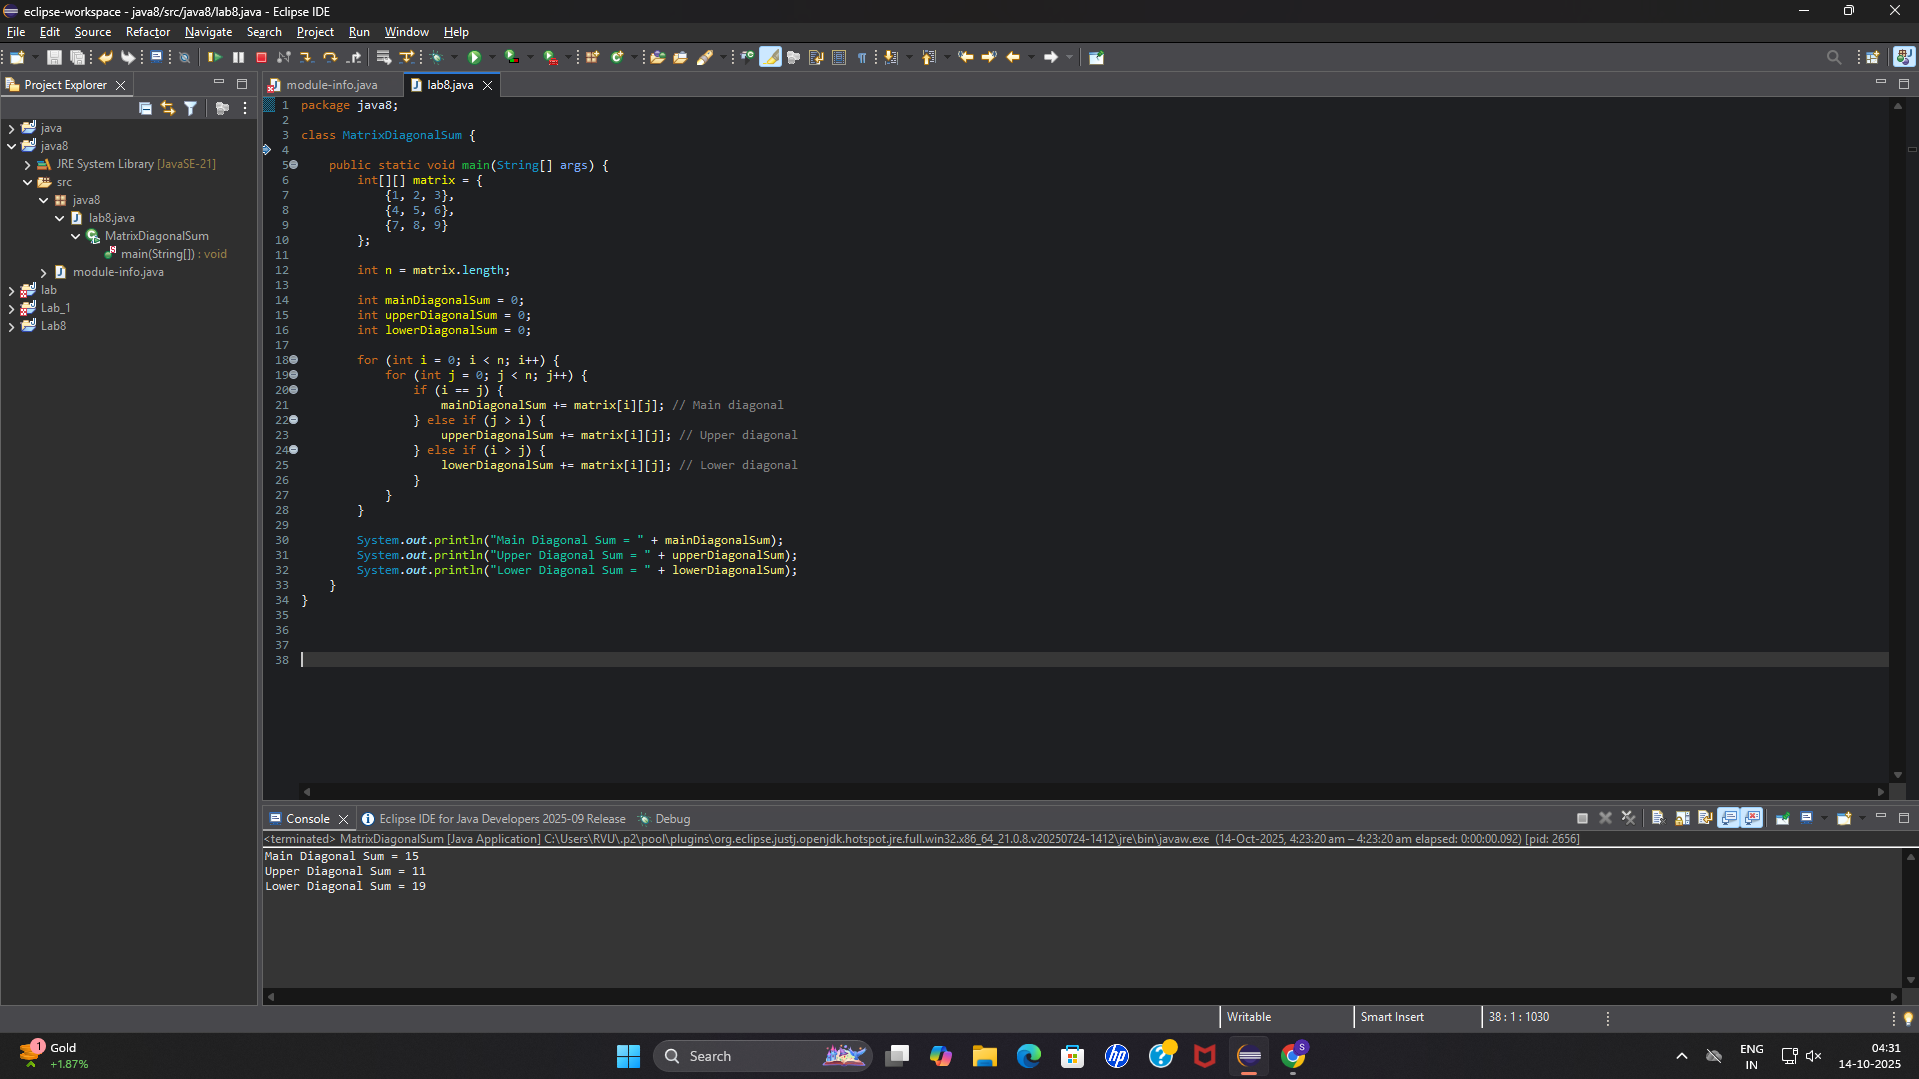 eclipse-workspace - java8/src/java8/lab8.java - Eclipse IDE
File Edit Source Refactor Navigate Search Project Run Window Help
Project Explorer
module-info.java
lab8.java
java
java8
JRE System Library [JavaSE-21]
src
java8
lab8.java
MatrixDiagonalSum
main(String[]) : void
module-info.java
lab
Lab_1
Lab8
1 package java8;
2
3 class MatrixDiagonalSum {
4
5     public static void main(String[] args) {
6         int[][] matrix = {
7             {1, 2, 3},
8             {4, 5, 6},
9             {7, 8, 9}
10         };
11
12         int n = matrix.length;
13
14         int mainDiagonalSum = 0;
15         int upperDiagonalSum = 0;
16         int lowerDiagonalSum = 0;
17
18         for (int i = 0; i < n; i++) {
19             for (int j = 0; j < n; j++) {
20                 if (i == j) {
21                     mainDiagonalSum += matrix[i][j]; // Main diagonal
22                 } else if (j > i) {
23                     upperDiagonalSum += matrix[i][j]; // Upper diagonal
24                 } else if (i > j) {
25                     lowerDiagonalSum += matrix[i][j]; // Lower diagonal
26                 }
27             }
28         }
29
30         System.out.println("Main Diagonal Sum = " + mainDiagonalSum);
31         System.out.println("Upper Diagonal Sum = " + upperDiagonalSum);
32         System.out.println("Lower Diagonal Sum = " + lowerDiagonalSum);
33     }
34 }
35
36
37
38
Console Eclipse IDE for Java Developers 2025-09 Release Debug
<terminated> MatrixDiagonalSum [Java Application] C:\Users\RVU\.p2\pool\plugins\org.eclipse.justj.openjdk.hotspot.jre.full.win32.x86_64_21.0.8.v20250724-1412\jre\bin\javaw.exe (14-Oct-2025, 4:23:20 am – 4:23:20 am elapsed: 0:00:00.092) [pid: 2656]
Main Diagonal Sum = 15
Upper Diagonal Sum = 11
Lower Diagonal Sum = 19
Writable Smart Insert 38 : 1 : 1030
1
Gold
+1.87%
Search
hp
S
ENG
IN
04:31
14-10-2025